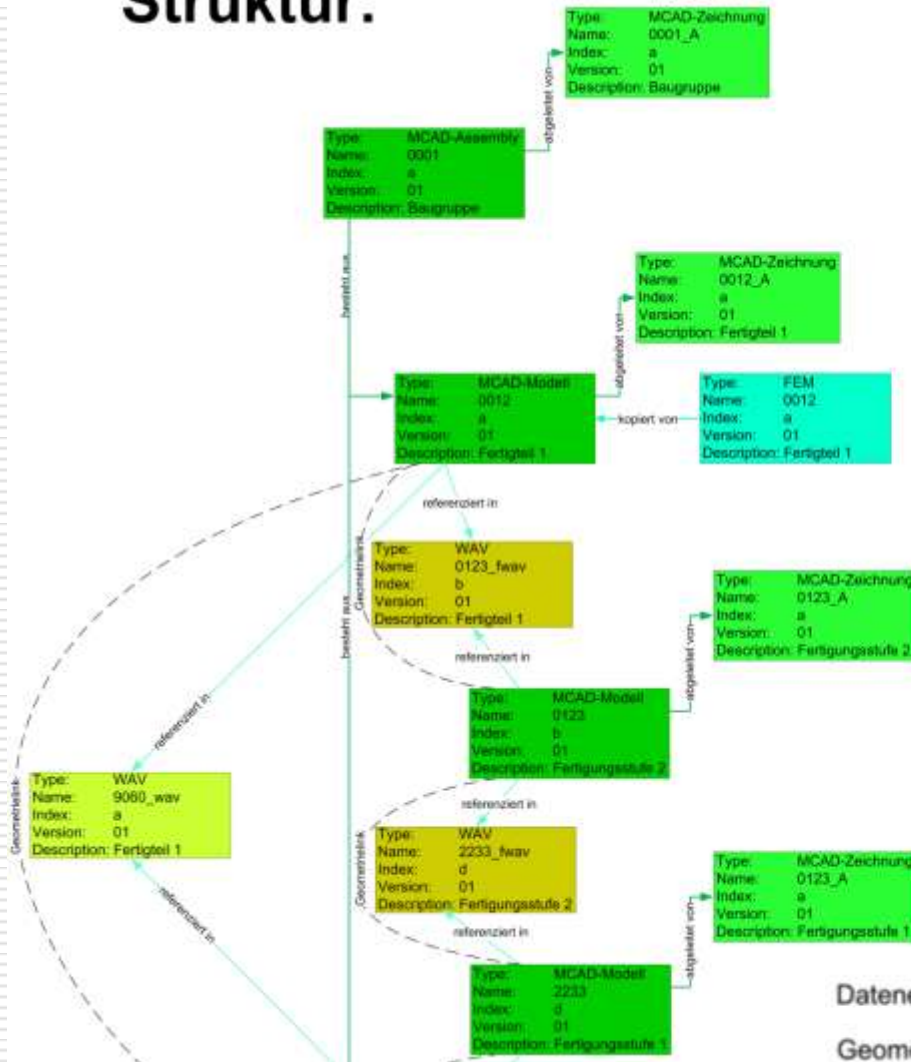 Struktur:
Type: MCAD-Zeichnung
Name: 0001_A
Index: a
Version: 01
Description: Baugruppe
abgeleitet von
Type: MCAD-Assembly
Name: 0001
Index: a
Version: 01
Description: Baugruppe
besteht aus
Type: MCAD-Zeichnung
Name: 0012_A
Index: a
Version: 01
Description: Fertigteil 1
abgeleitet von
Type: MCAD-Modell
Name: 0012
Index: a
Version: 01
Description: Fertigteil 1
kopiert von
Type: FEM
Name: 0012
Index: a
Version: 01
Description: Fertigteil 1
referenziert in
Geometrielink
Type: WAV
Name: 0123_fwav
Index: b
Version: 01
Description: Fertigteil 1
besteht aus
referenziert in
Type: MCAD-Zeichnung
Name: 0123_A
Index: a
Version: 01
Description: Fertigungsstufe 2
abgeleitet von
Type: MCAD-Modell
Name: 0123
Index: b
Version: 01
Description: Fertigungsstufe 2
referenziert in
Geometrielink
Type: WAV
Name: 9060_wav
Index: a
Version: 01
Description: Fertigteil 1
referenziert in
referenziert in
Geometrielink
Type: WAV
Name: 2233_fwav
Index: d
Version: 01
Description: Fertigungsstufe 2
referenziert in
Type: MCAD-Zeichnung
Name: 0123_A
Index: a
Version: 01
Description: Fertigungsstufe 1
abgeleitet von
Type: MCAD-Modell
Name: 2233
Index: d
Version: 01
Description: Fertigungsstufe 1